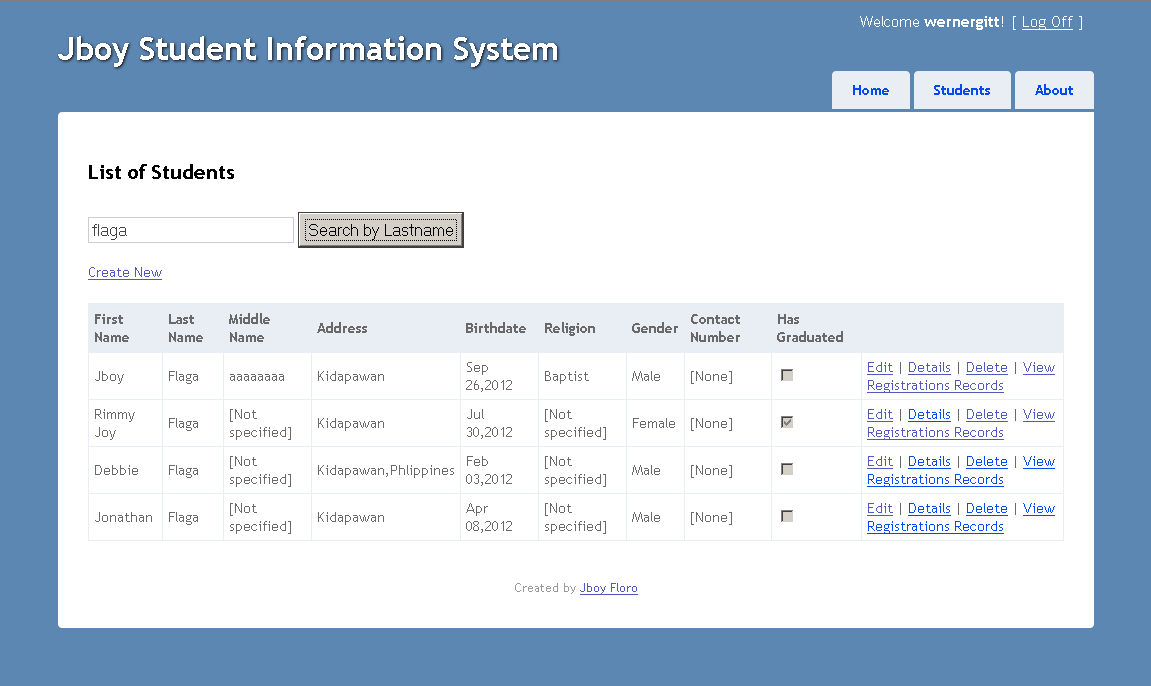 Welcome wernergitt! [ Log Off ]
Jboy Student Information System
Home Students About
List of Students
flaga Search by Lastname
Create New
First Name Last Name Middle Name Address Birthdate Religion Gender Contact Number Has Graduated
Jboy Flaga aaaaaaaa Kidapawan Sep 26,2012 Baptist Male [None] Edit | Details | Delete | View Registrations Records
Rimmy Joy Flaga [Not specified] Kidapawan Jul 30,2012 [Not specified] Female [None] Edit | Details | Delete | View Registrations Records
Debbie Flaga [Not specified] Kidapawan,Phlippines Feb 03,2012 [Not specified] Male [None] Edit | Details | Delete | View Registrations Records
Jonathan Flaga [Not specified] Kidapawan Apr 08,2012 [Not specified] Male [None] Edit | Details | Delete | View Registrations Records
Created by Jboy Floro